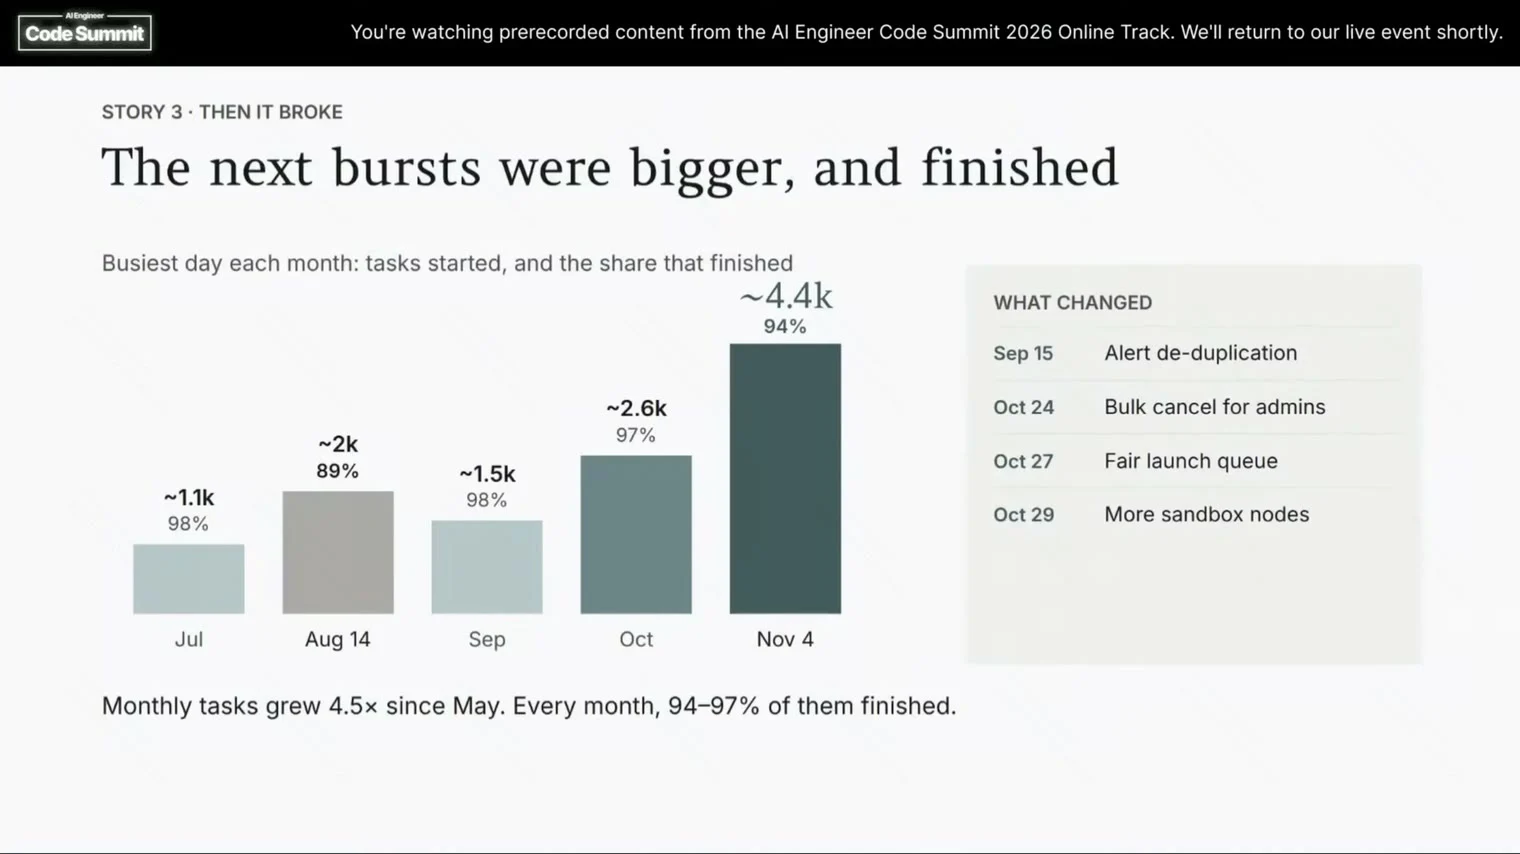 AI Engineer
Code Summit
You're watching prerecorded content from the AI Engineer Code Summit 2026 Online Track. We'll return to our live event shortly.
STORY 3 · THEN IT BROKE
The next bursts were bigger, and finished
Busiest day each month: tasks started, and the share that finished
~1.1k
98%
Jul
~2k
89%
Aug 14
~1.5k
98%
Sep
~2.6k
97%
Oct
~4.4k
94%
Nov 4
WHAT CHANGED
Sep 15 Alert de-duplication
Oct 24 Bulk cancel for admins
Oct 27 Fair launch queue
Oct 29 More sandbox nodes
Monthly tasks grew 4.5× since May. Every month, 94–97% of them finished.